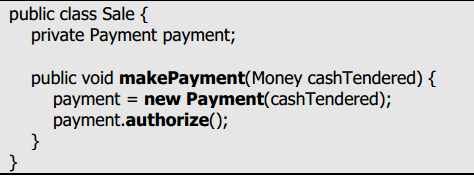 public class Sale {
private Payment payment;
public void makePayment(Money cashTendered) {
payment = new Payment(cashTendered);
payment.authorize();
}
}